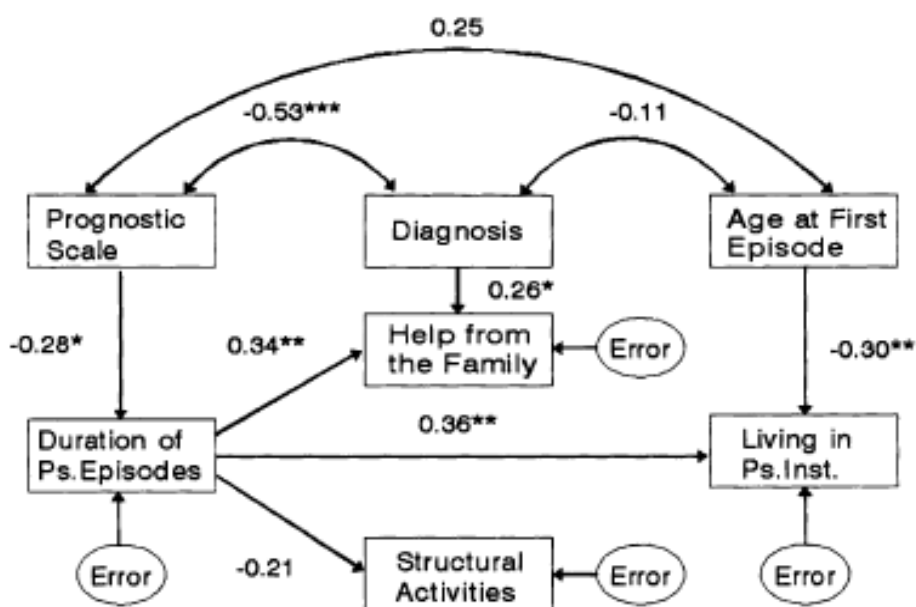 0.25
-0.53***
-0.11
Prognostic
Scale
Diagnosis
Age at First
Episode
0.26*
-0.28*
0.34**
Help from
the Family
Error
-0.30**
Duration of
Ps.Episodes
0.36**
Living in
Ps.Inst.
Error
-0.21
Structural
Activities
Error
Error